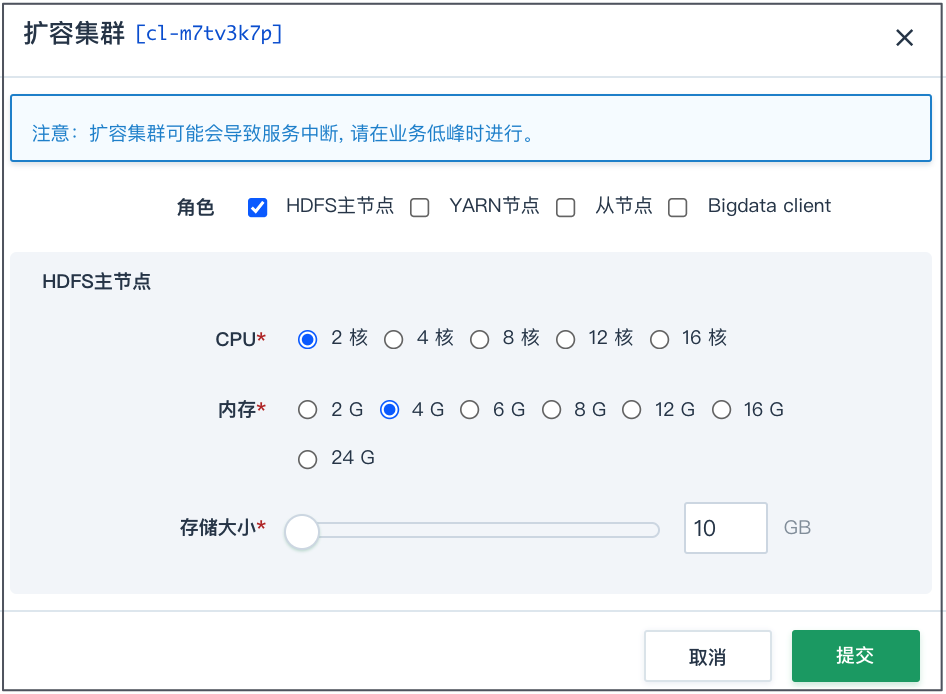 扩容集群 [cl-m7tv3k7p]
注意：扩容集群可能会导致服务中断, 请在业务低峰时进行。
角色 HDFS主节点 YARN节点 从节点 Bigdata client
HDFS主节点
CPU* 2 核 4 核 8 核 12 核 16 核
内存* 2 G 4 G 6 G 8 G 12 G 16 G
24 G
存储大小* 10 GB
取消 提交